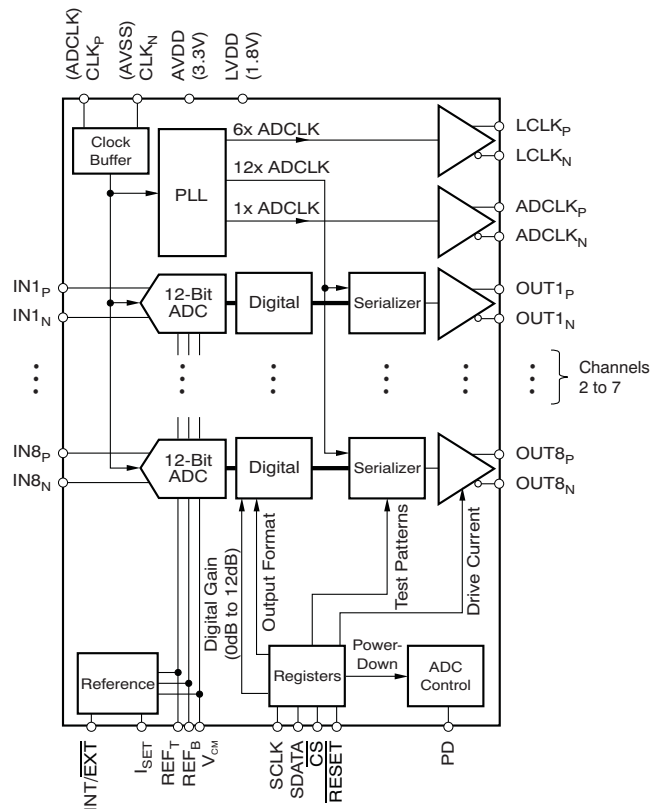 (ADCLK)
CLKP
(AVSS)
CLKN
AVDD
(3.3V)
LVDD
(1.8V)
Clock
Buffer
PLL
6x ADCLK
12x ADCLK
1x ADCLK
LCLKP
LCLKN
ADCLKP
ADCLKN
IN1P
IN1N
12-Bit
ADC
Digital
Serializer
OUT1P
OUT1N
Channels
2 to 7
IN8P
IN8N
12-Bit
ADC
Digital
Serializer
OUT8P
OUT8N
Digital Gain
(0dB to 12dB)
Output Format
Test Patterns
Drive Current
Reference
Registers
Power-
Down
ADC
Control
INT/EXT
ISET
REFT
REFB
VCM
SCLK
SDATA
CS
RESET
PD